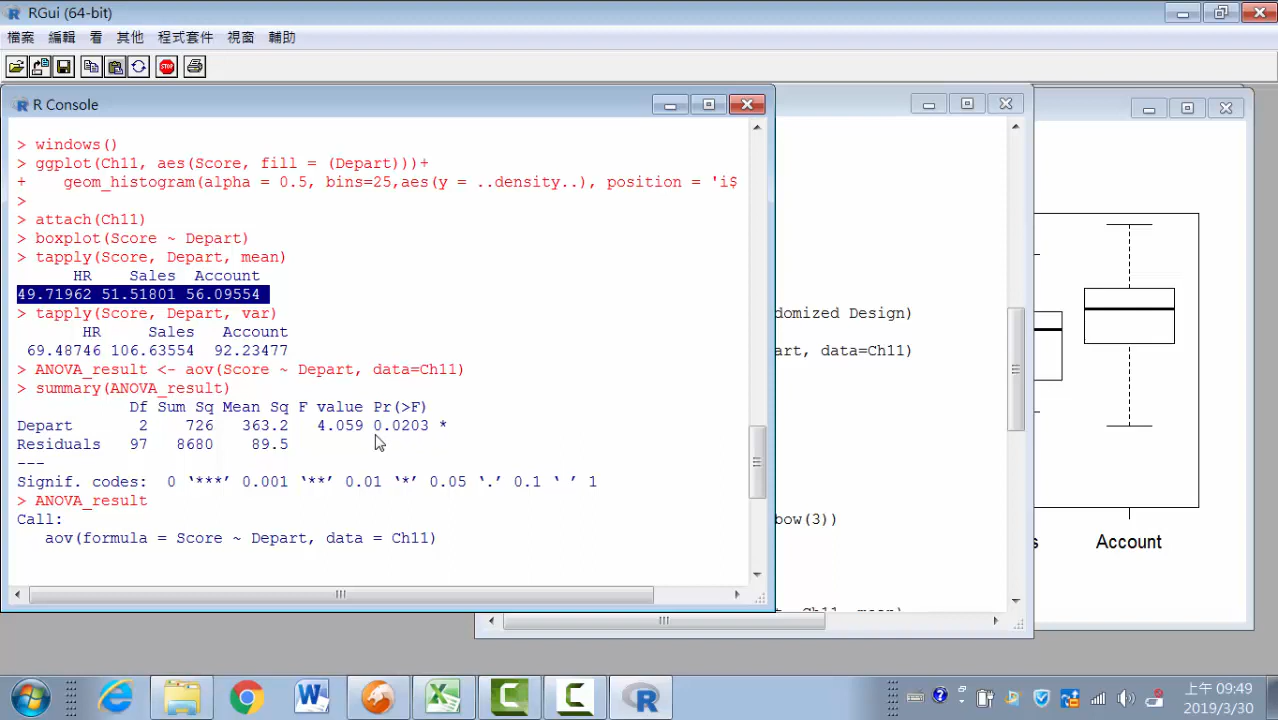 RGui (64-bit)
檔案 編輯 看 其他 程式套件 視窗 輔助
STOP
R Console
> windows()
> ggplot(Ch11, aes(Score, fill = (Depart)))+
+ geom_histogram(alpha = 0.5, bins=25,aes(y = ..density..), position = 'i$
>
> attach(Ch11)
> boxplot(Score ~ Depart)
> tapply(Score, Depart, mean)
HR Sales Account
49.71962 51.51801 56.09554
> tapply(Score, Depart, var)
HR Sales Account
69.48746 106.63554 92.23477
> ANOVA_result <- aov(Score ~ Depart, data=Ch11)
> summary(ANOVA_result)
Df Sum Sq Mean Sq F value Pr(>F)
Depart 2 726 363.2 4.059 0.0203 *
Residuals 97 8680 89.5
---
Signif. codes: 0 ‘***’ 0.001 ‘**’ 0.01 ‘*’ 0.05 ‘.’ 0.1 ‘ ’ 1
> ANOVA_result
Call:
aov(formula = Score ~ Depart, data = Ch11)
domized Design)
art, data=Ch11)
bow(3))
s Account
上午 09:49
2019/3/30